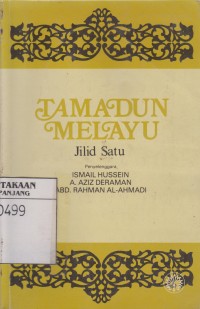 TAMADUN
MELAYU
Jilid Satu
Penyelenggara,
ISMAIL HUSSEIN
A. AZIZ DERAMAN
ABD. RAHMAN AL-AHMADI
TAKAAN
PANJANG
0499